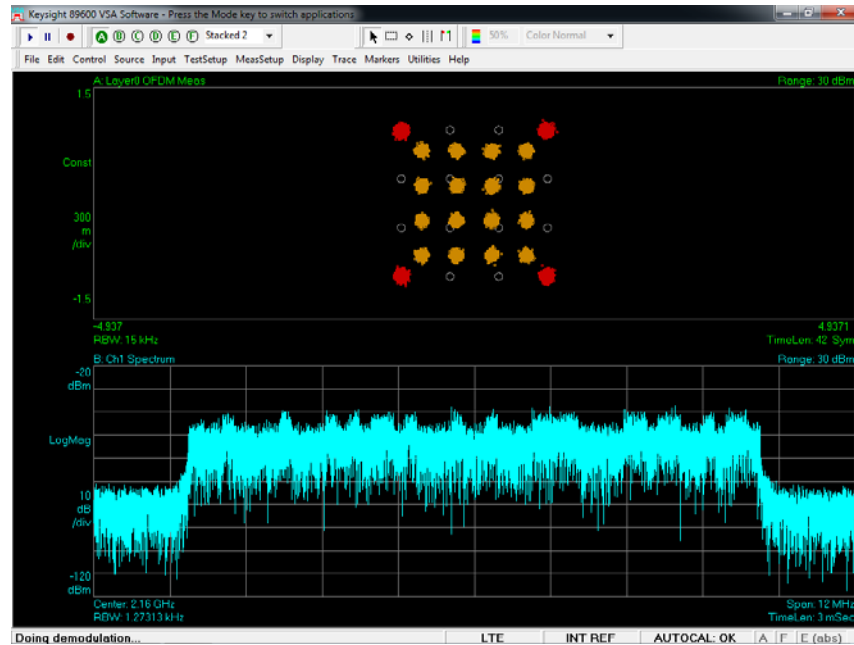 Keysight 89600 VSA Software - Press the Mode key to switch applications
A B C D E F Stacked 2 50% Color Normal
File Edit Control Source Input TestSetup MeasSetup Display Trace Markers Utilities Help
A: Layer0 OFDM Meas Range: 30 dBm
1.5
Const
300
m
/div
-1.5
-4.937 4.9371
RBW: 15 kHz TimeLen: 42 Sym
B: Ch1 Spectrum Range: 30 dBm
-20
dBm
LogMag
10
dB
/div
-120
dBm
Center: 2.16 GHz Span: 12 MHz
RBW: 1.27313 kHz TimeLen: 3 mSec
Doing demodulation... LTE INT REF AUTOCAL: OK A F E (abs)